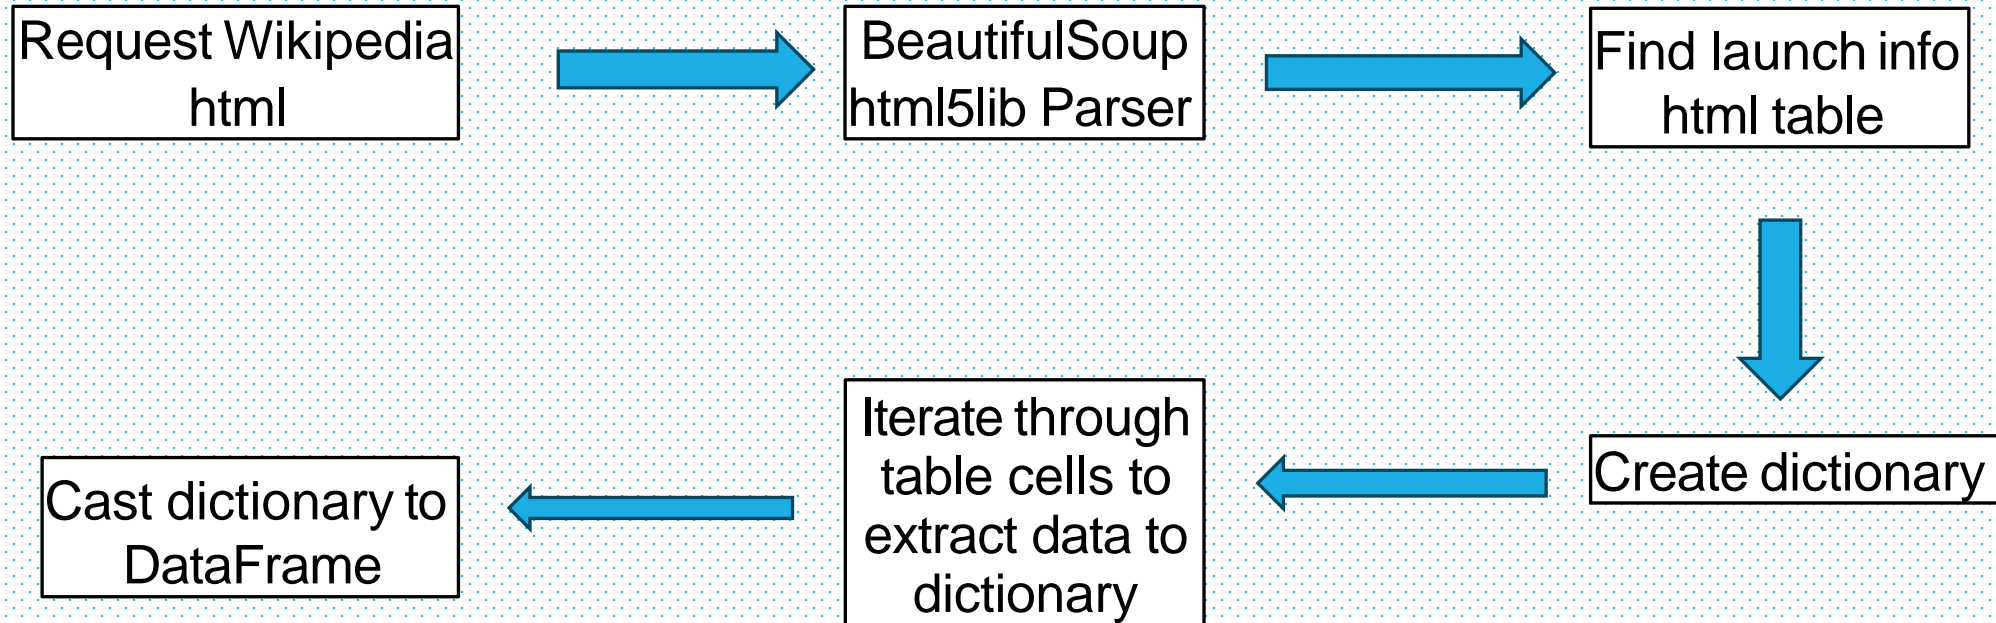 Request Wikipedia
html
BeautifulSoup
html5lib Parser
Find launch info
html table
Create dictionary
Iterate through
table cells to
extract data to
dictionary
Cast dictionary to
DataFrame